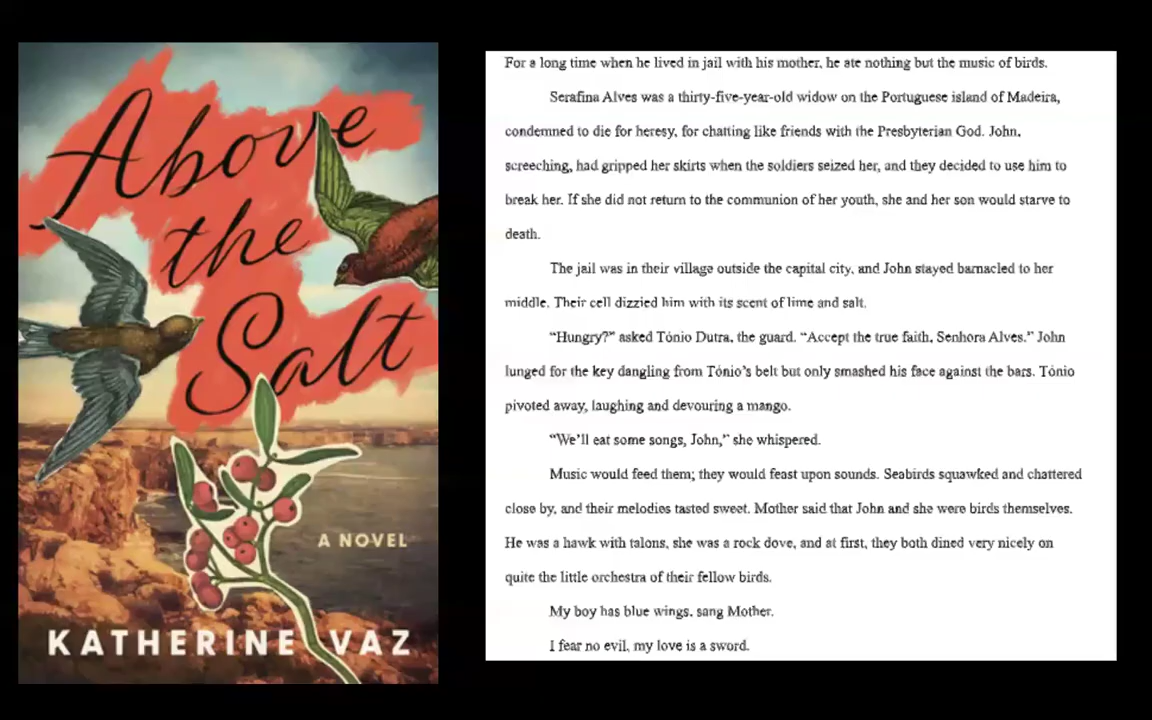 Above
the
Salt
A NOVEL
KATHERINE VAZ
For a long time when he lived in jail with his mother, he ate nothing but the music of birds.
Serafina Alves was a thirty-five-year-old widow on the Portuguese island of Madeira,
condemned to die for heresy, for chatting like friends with the Presbyterian God. John,
screeching, had gripped her skirts when the soldiers seized her, and they decided to use him to
break her. If she did not return to the communion of her youth, she and her son would starve to
death.
The jail was in their village outside the capital city, and John stayed barnacled to her
middle. Their cell dizzied him with its scent of lime and salt.
“Hungry?” asked Tónio Dutra, the guard. “Accept the true faith, Senhora Alves.” John
lunged for the key dangling from Tónio’s belt but only smashed his face against the bars. Tónio
pivoted away, laughing and devouring a mango.
“We’ll eat some songs, John,” she whispered.
Music would feed them; they would feast upon sounds. Seabirds squawked and chattered
close by, and their melodies tasted sweet. Mother said that John and she were birds themselves.
He was a hawk with talons, she was a rock dove, and at first, they both dined very nicely on
quite the little orchestra of their fellow birds.
My boy has blue wings, sang Mother.
I fear no evil, my love is a sword.